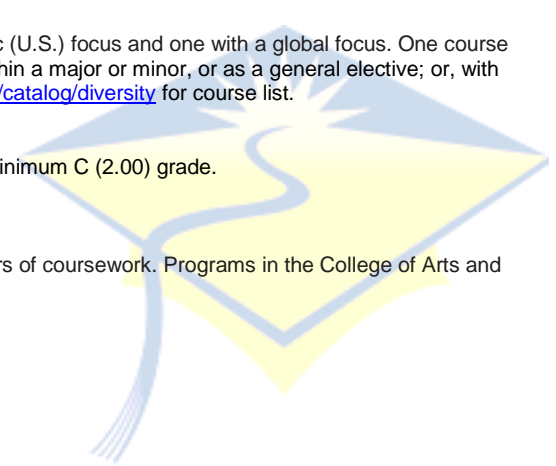 c (U.S.) focus and one with a global focus. One course
hin a major or minor, or as a general elective; or, with
/catalog/diversity for course list.
inimum C (2.00) grade.
rs of coursework. Programs in the College of Arts and